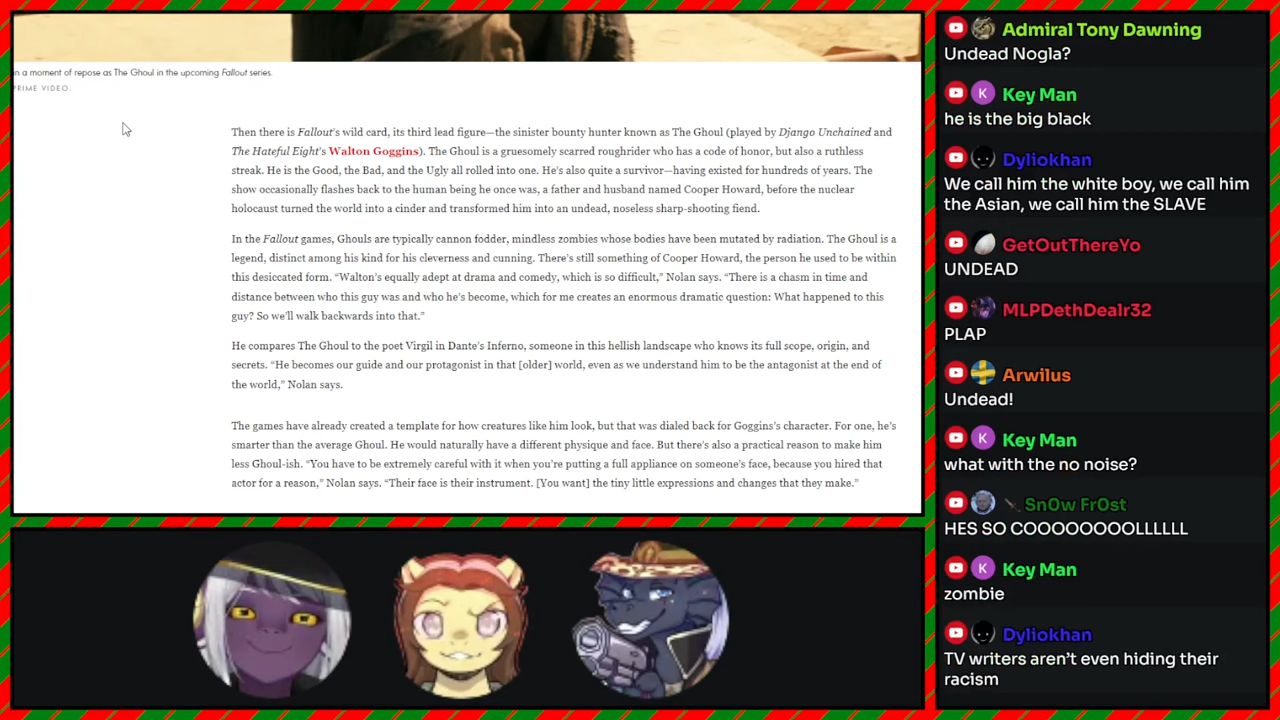 n a moment of repose as The Ghoul in the upcoming Fallout series.
PRIME VIDEO.
Then there is Fallout's wild card, its third lead figure—the sinister bounty hunter known as The Ghoul (played by Django Unchained and
The Hateful Eight's Walton Goggins). The Ghoul is a gruesomely scarred roughrider who has a code of honor, but also a ruthless
streak. He is the Good, the Bad, and the Ugly all rolled into one. He's also quite a survivor—having existed for hundreds of years. The
show occasionally flashes back to the human being he once was, a father and husband named Cooper Howard, before the nuclear
holocaust turned the world into a cinder and transformed him into an undead, noseless sharp-shooting fiend.
In the Fallout games, Ghouls are typically cannon fodder, mindless zombies whose bodies have been mutated by radiation. The Ghoul is a
legend, distinct among his kind for his cleverness and cunning. There's still something of Cooper Howard, the person he used to be within
this desicated form. “Walton's equally adept at drama and comedy, which is so difficult,” Nolan says. “There is a chasm in time and
distance between who this guy was and who he's become, which for me creates an enormous dramatic question: What happened to this
guy? So we'll walk backwards into that.”
He compares The Ghoul to the poet Virgil in Dante's Inferno, someone in this hellish landscape who knows its full scope, origin, and
secrets. “He becomes our guide and our protagonist in that [older] world, even as we understand him to be the antagonist at the end of
the world,” Nolan says.
The games have already created a template for how creatures like him look, but that was dialed back for Goggins's character. For one, he's
smarter than the average Ghoul. He would naturally have a different physique and face. But there's also a practical reason to make him
less Ghoul-ish. “You have to be extremely careful with it when you're putting a full appliance on someone's face, because you hired that
actor for a reason,” Nolan says. “Their face is their instrument. [You want] the tiny little expressions and changes that they make.”
Admiral Tony Dawning
Undead Nogla?
K Key Man
he is the big black
Dyliokhan
We call him the white boy, we call him
the Asian, we call him the SLAVE
GetOutThereYo
UNDEAD
MLPDethDealr32
PLAP
Arwilus
Undead!
K Key Man
what with the no noise?
Sn0w Fr0st
HES SO COOOOOOOOLLLLLL
K Key Man
zombie
Dyliokhan
TV writers aren't even hiding their
racism